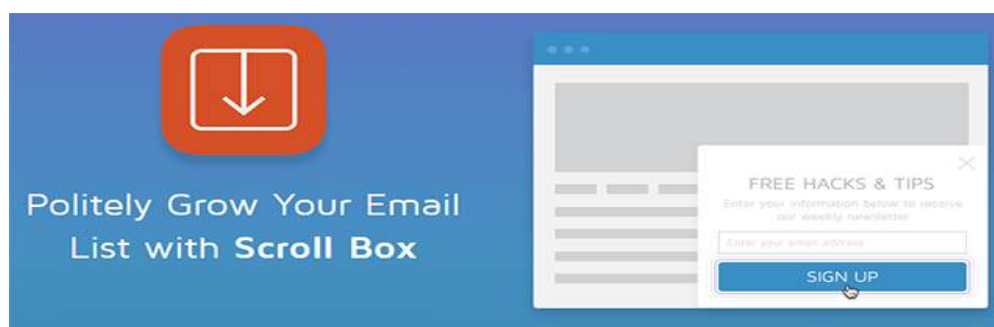 Politely Grow Your Email
List with Scroll Box
FREE HACKS & TIPS
Enter your information below to receive
our weekly newsletter
Enter your email address
SIGN UP